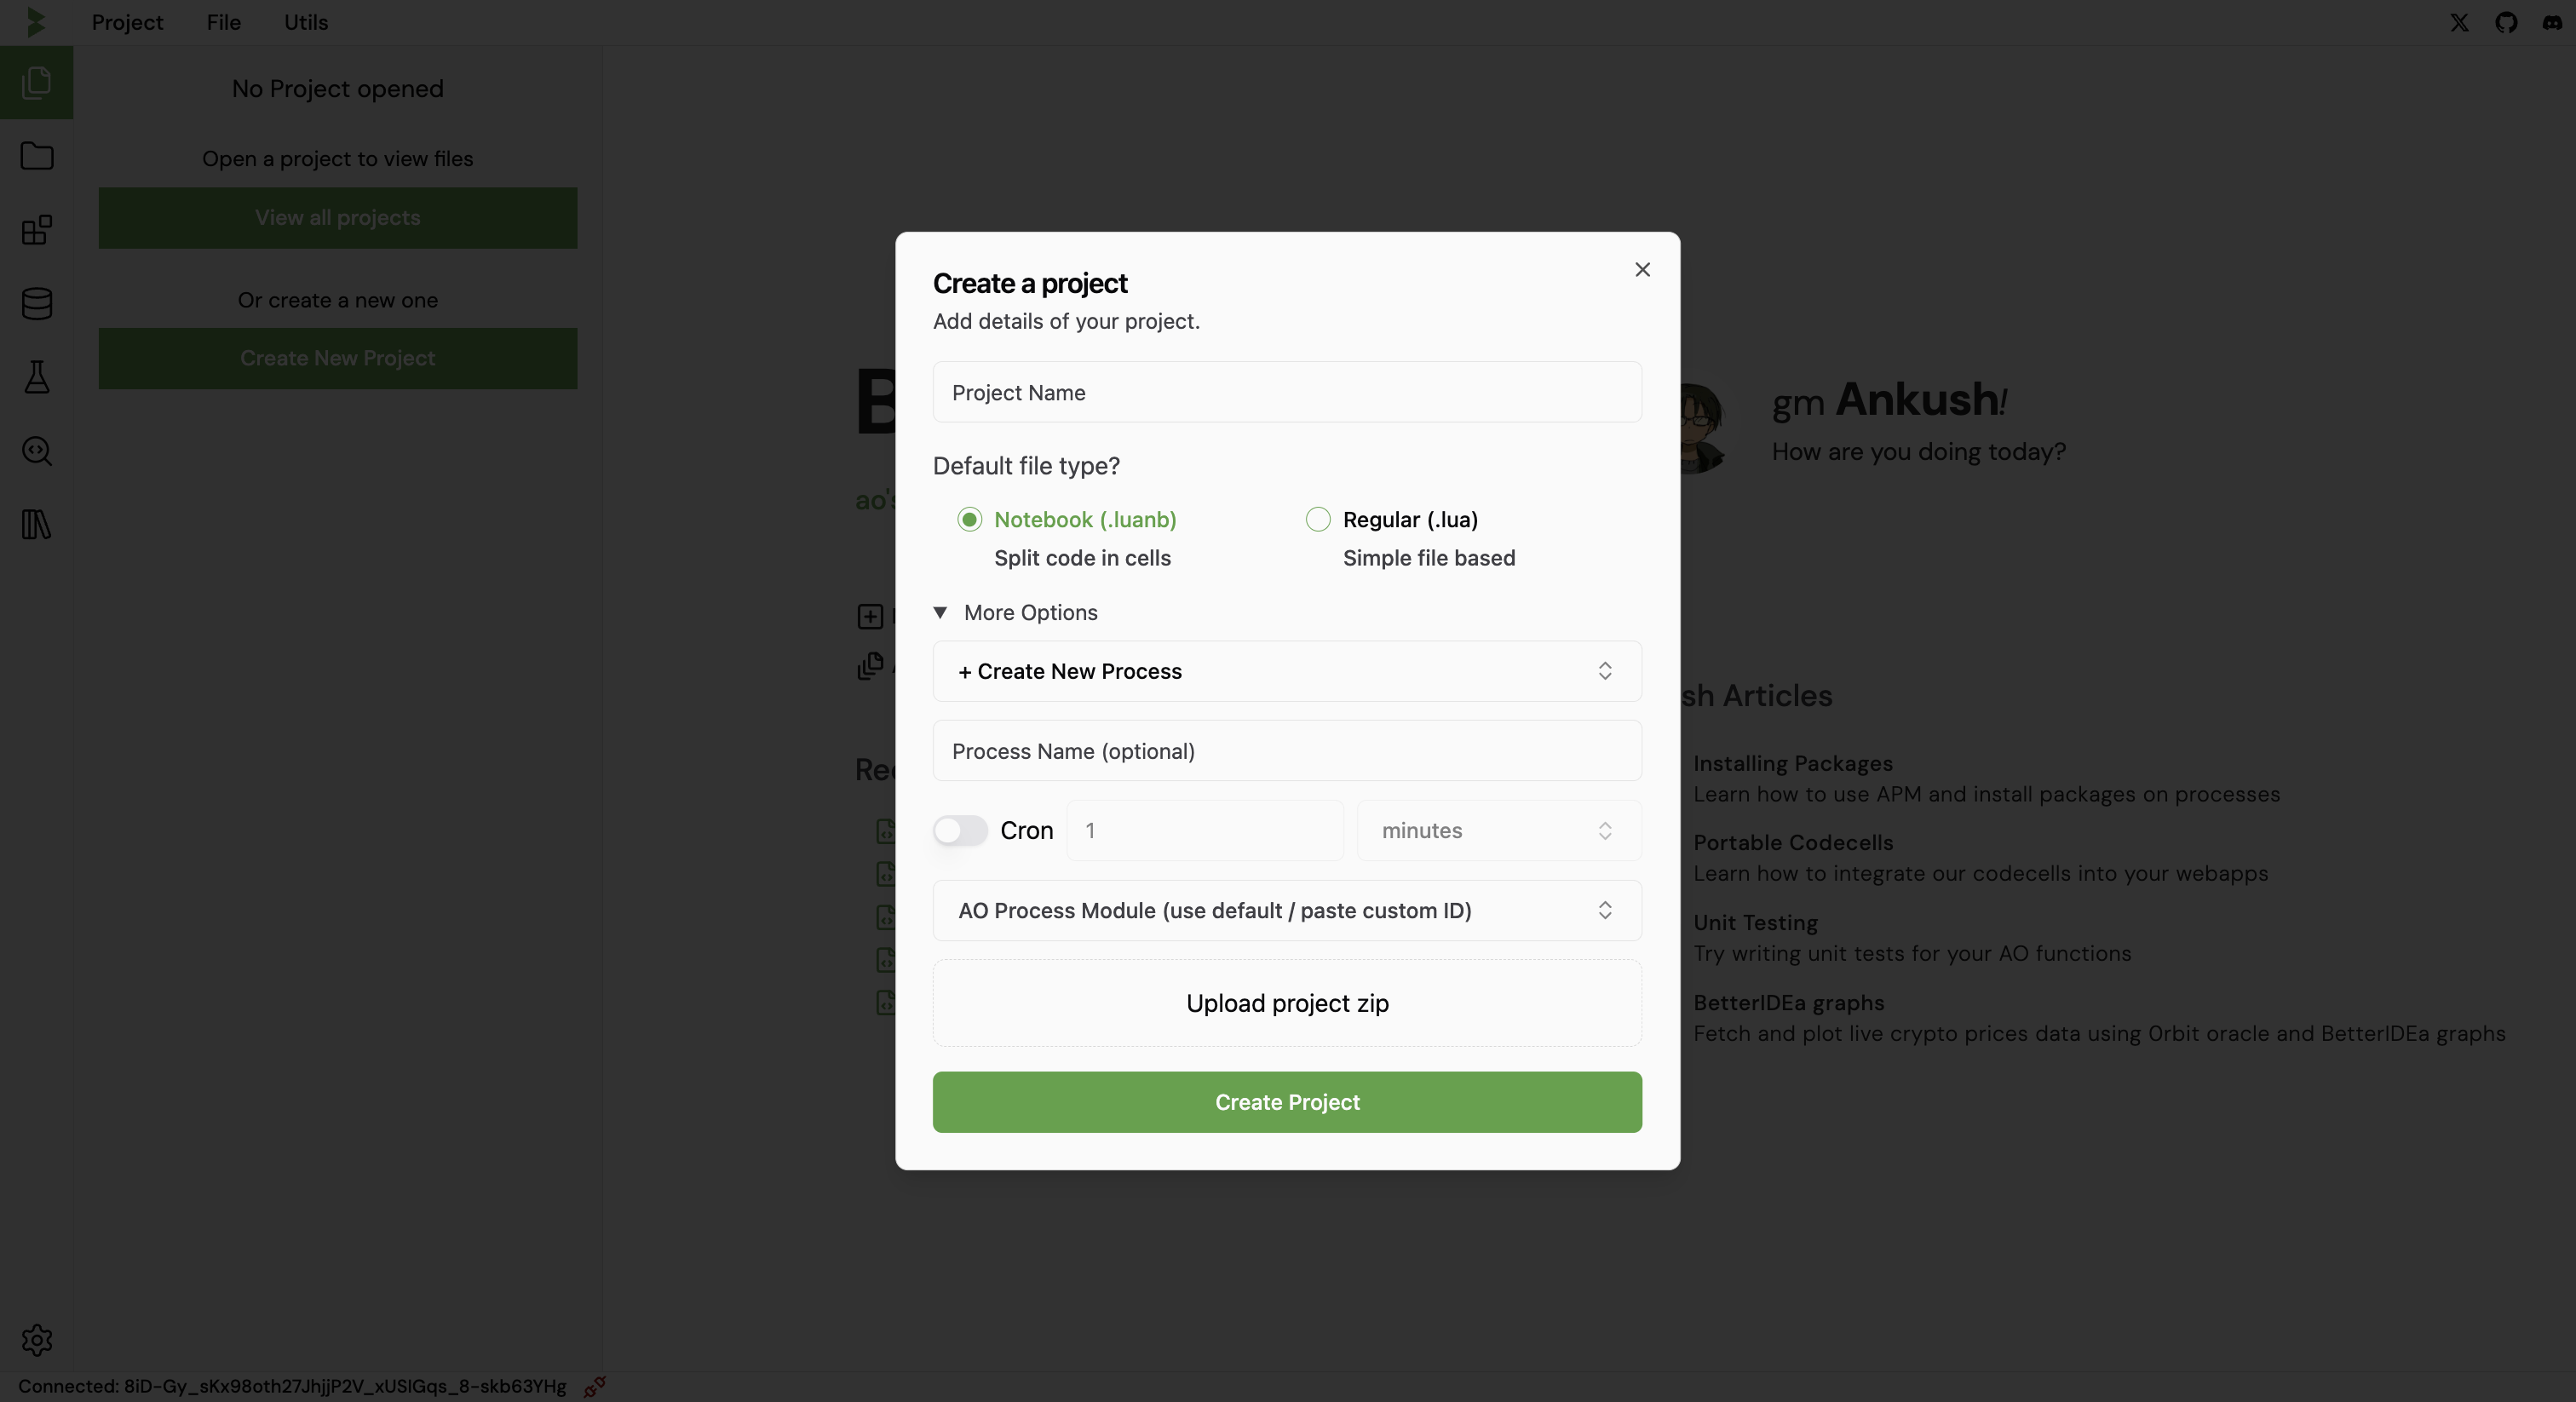 Project File Utils
No Project opened
Open a project to view files
View all projects
Or create a new one
Create New Project
gm Ankush!
How are you doing today?
ao's
Create a project
Add details of your project.
Project Name
Default file type?
Notebook (.luanb)
Split code in cells
Regular (.lua)
Simple file based
More Options
+ Create New Process
Process Name (optional)
Cron 1 minutes
AO Process Module (use default / paste custom ID)
Upload project zip
Create Project
sh Articles
Installing Packages
Learn how to use APM and install packages on processes
Portable Codecells
Learn how to integrate our codecells into your webapps
Unit Testing
Try writing unit tests for your AO functions
BetterIDEa graphs
Fetch and plot live crypto prices data using 0rbit oracle and BetterIDEa graphs
Connected: 8iD-Gy_sKx98oth27JhjjP2V_xUSIGqs_8-skb63YHg